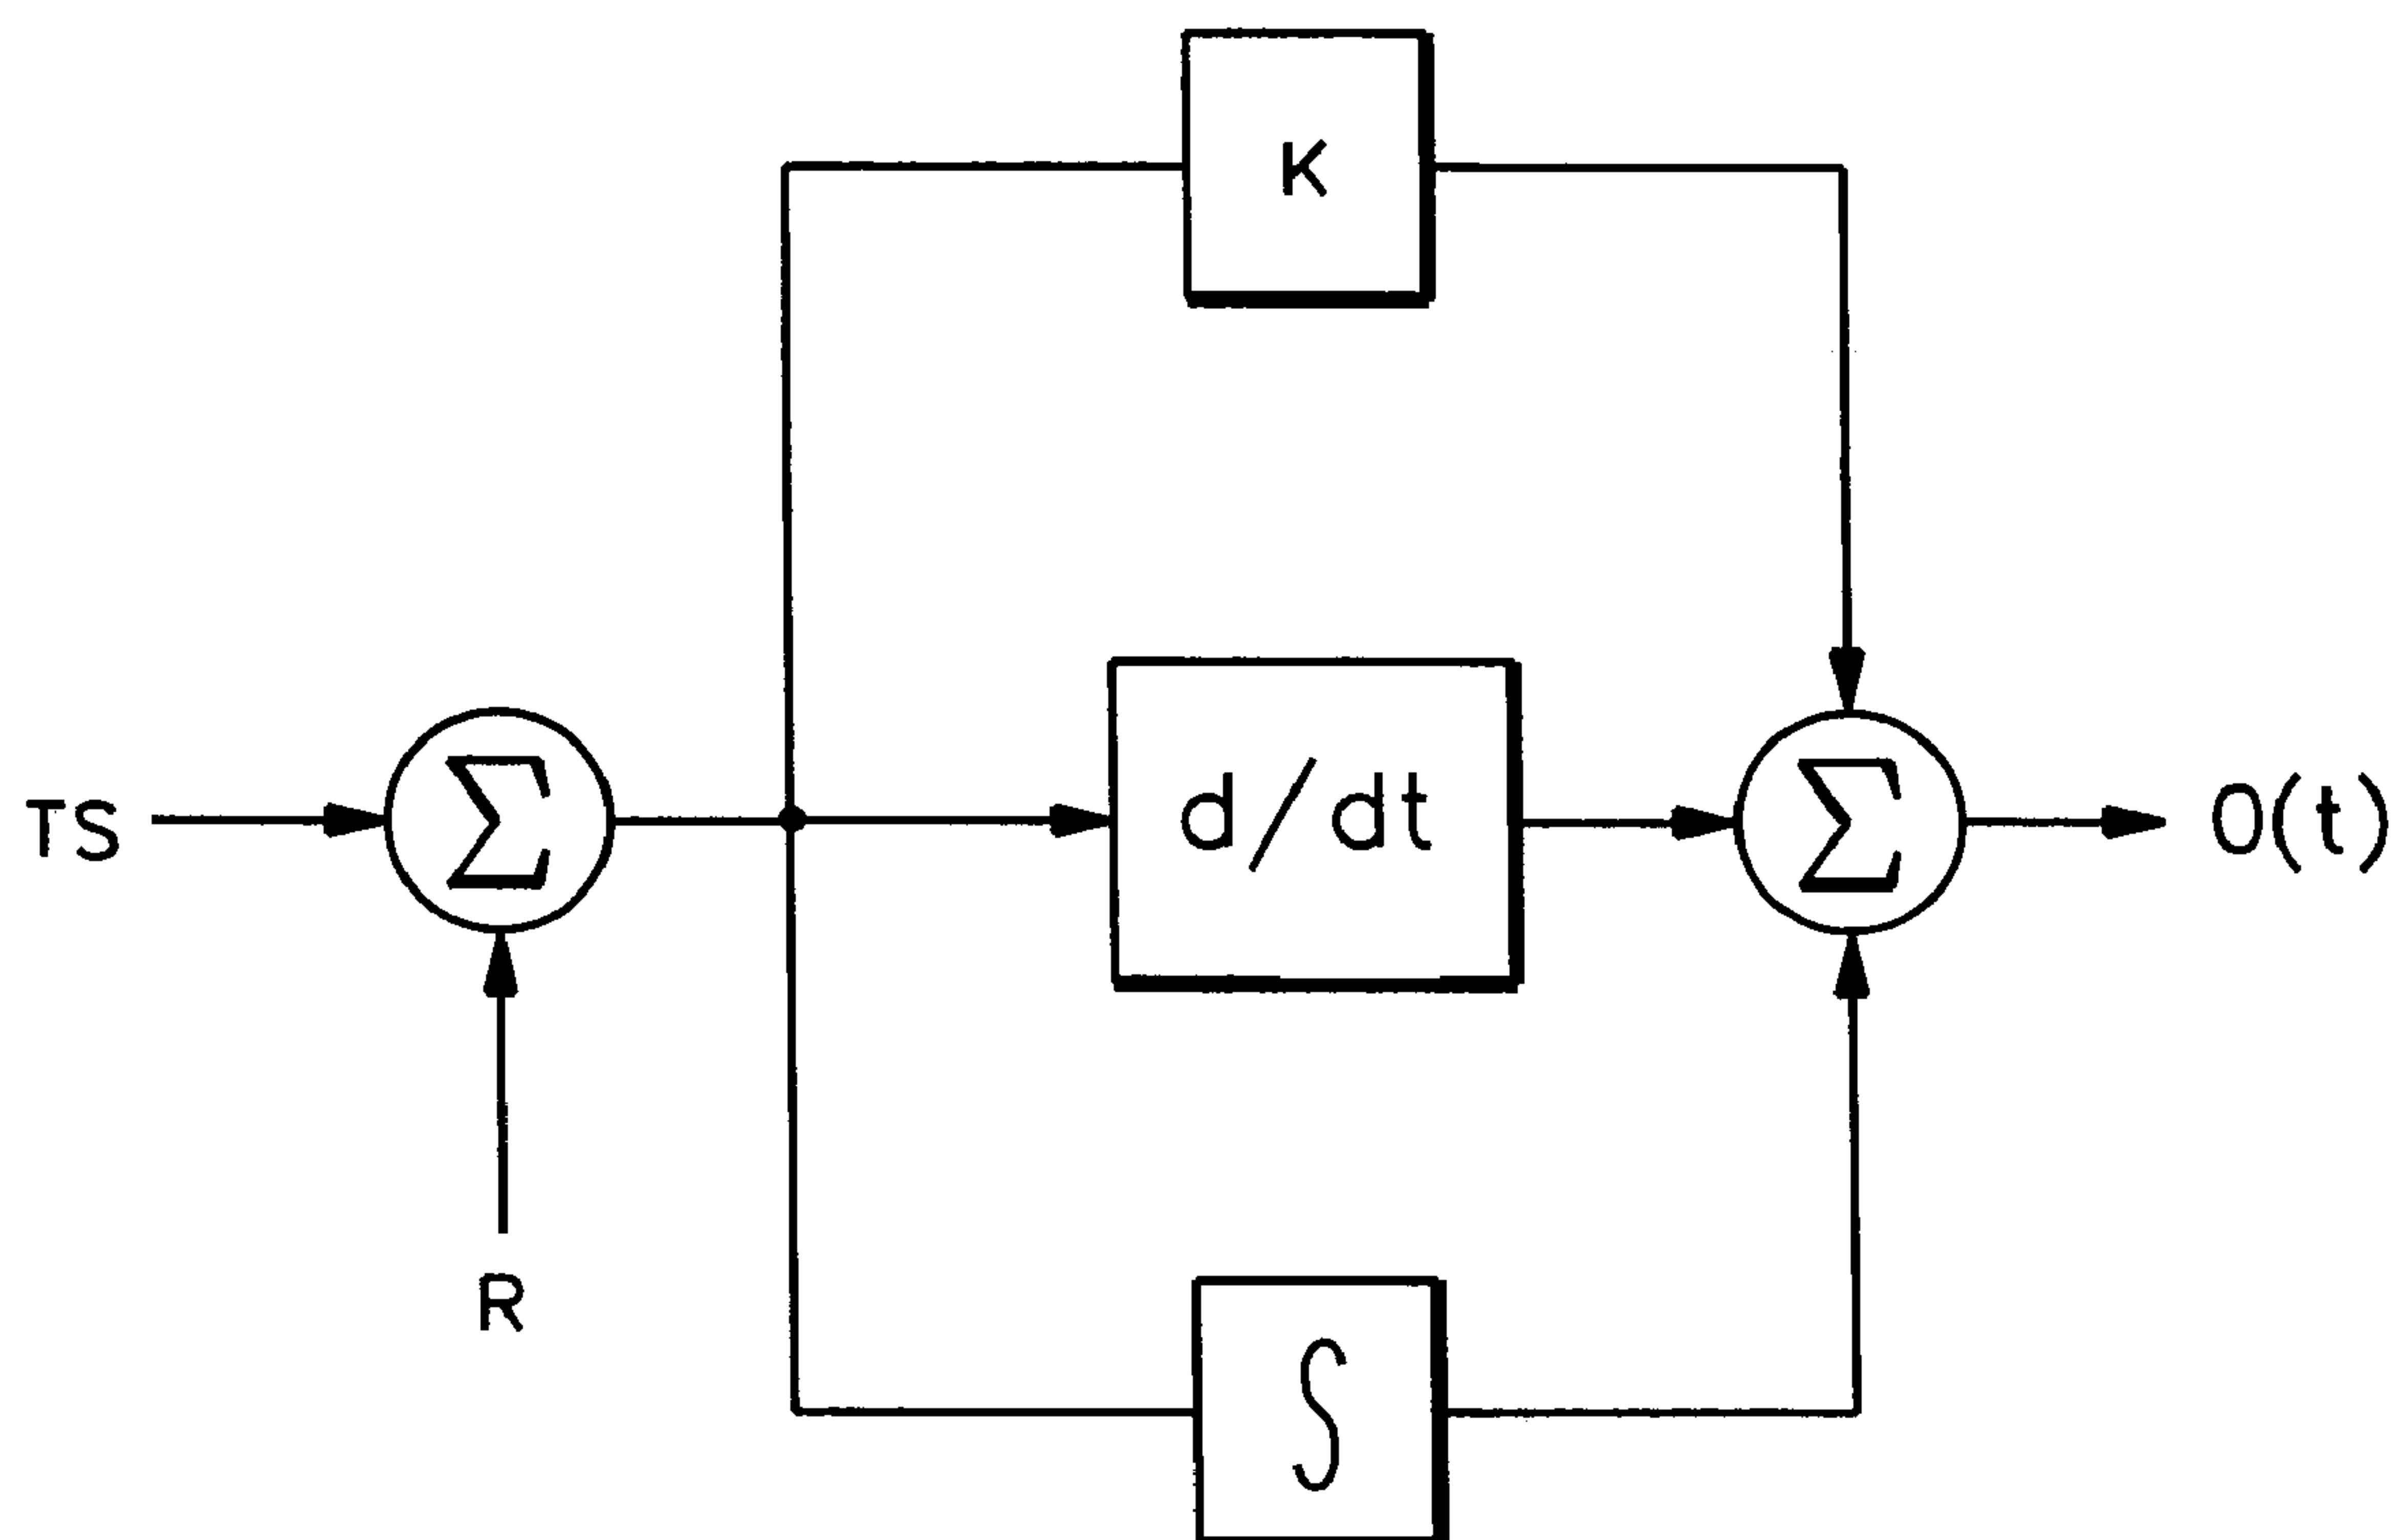 K
TS
Σ
d/dt
Σ
O(t)
R
∫